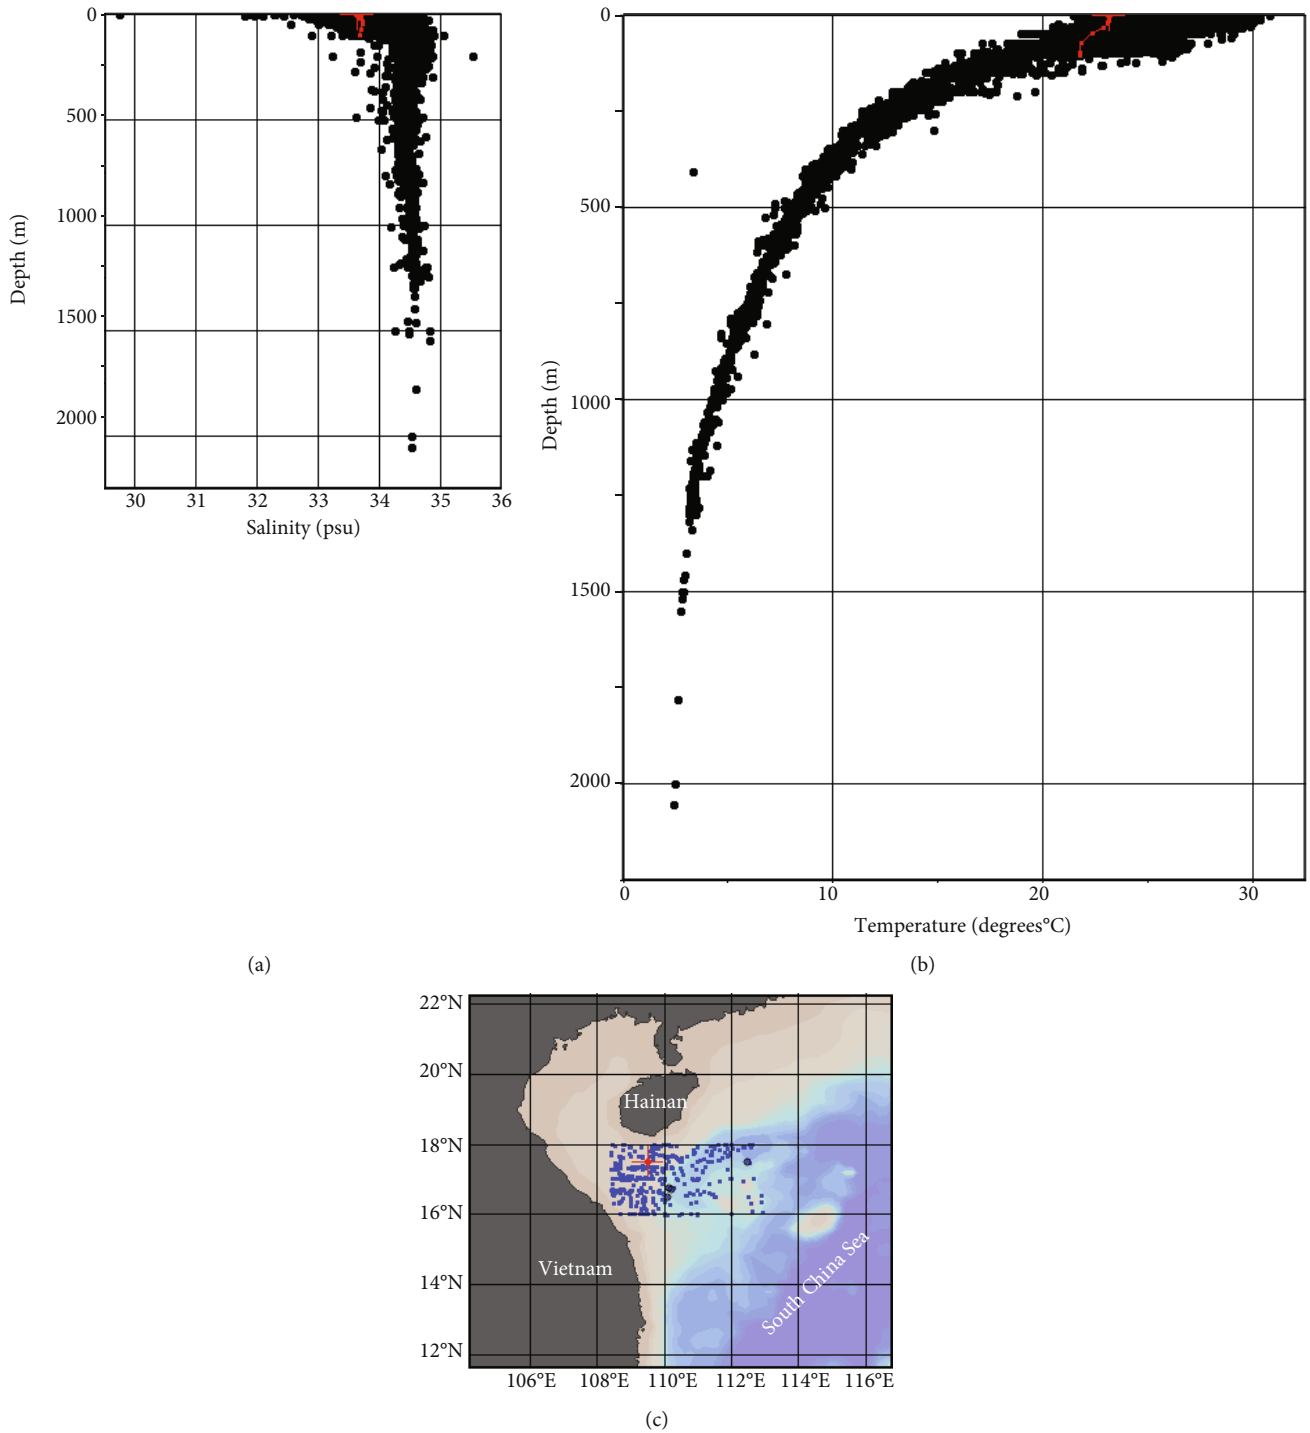 0
500
1000
1500
2000
Depth (m)
30 31 32 33 34 35 36
Salinity (psu)
(a)
0
500
1000
1500
2000
Depth (m)
0 10 20 30
Temperature (degrees°C)
(b)
22°N
20°N
18°N
16°N
14°N
12°N
Hainan
Vietnam
South China Sea
106°E 108°E 110°E 112°E 114°E 116°E
(c)